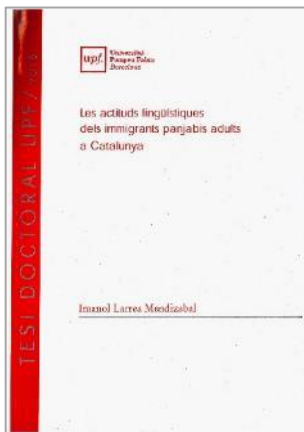 upf.
Universitat
Pompeu Fabra
Barcelona
Les actituds lingüístiques
dels immigrants panjabis adults
a Catalunya
Imanol Larrea Mendizabal
TESI DOCTORAL UPF /